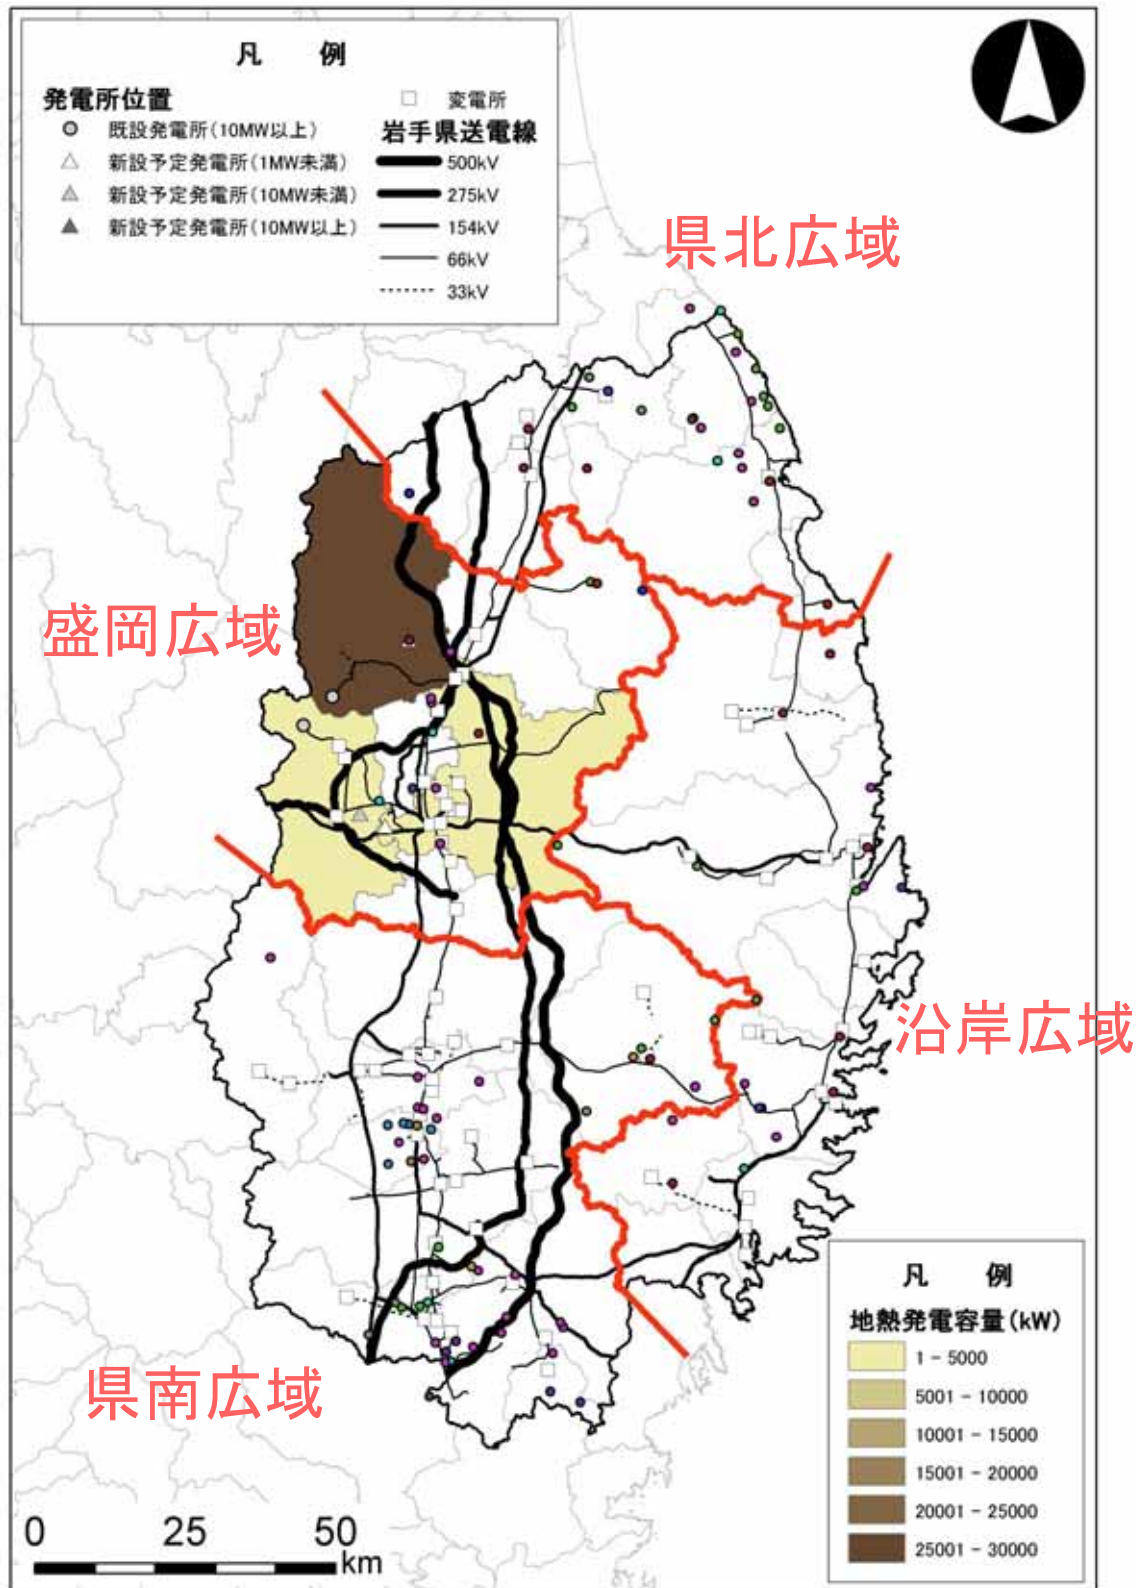 凡 例
発電所位置
既設発電所(10MW以上)
新設予定発電所(1MW未満)
新設予定発電所(10MW未満)
新設予定発電所(10MW以上)
変電所
岩手県送電線
500kV
275kV
154kV
66kV
33kV
県北広域
盛岡広域
沿岸広域
県南広域
凡 例
地熱発電容量(kW)
1 - 5000
5001 - 10000
10001 - 15000
15001 - 20000
20001 - 25000
25001 - 30000
0 25 50
km